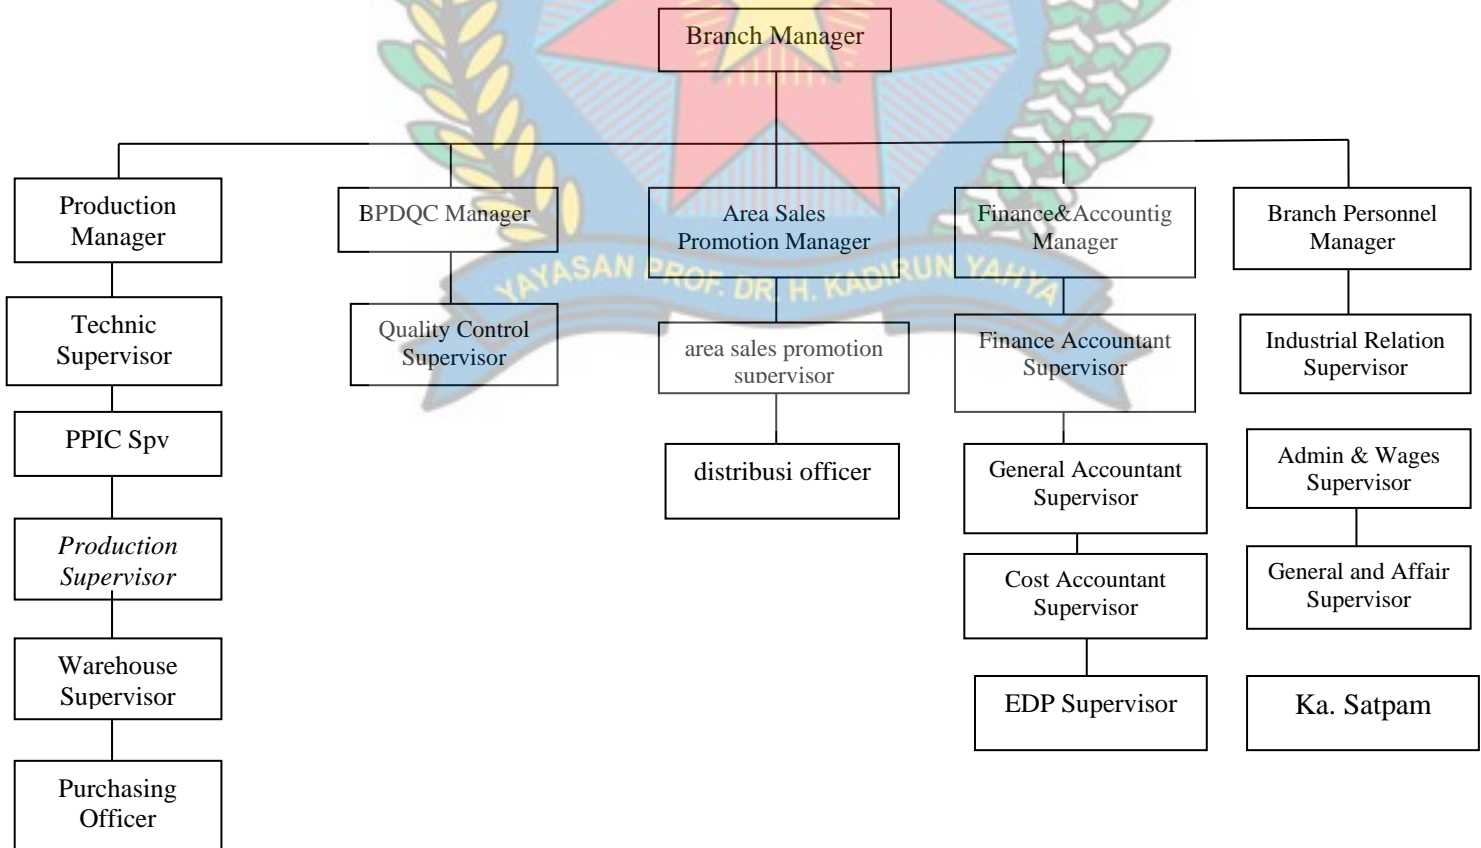 Branch Manager
Production
Manager
BPDQC Manager
Area Sales
Promotion Manager
Finance&Accountig
Manager
Branch Personnel
Manager
YAYASAN PROF. DR. H. KADIRUN YAHYA
Technic
Supervisor
Quality Control
Supervisor
area sales promotion
supervisor
Finance Accountant
Supervisor
Industrial Relation
Supervisor
PPIC Spv
distribusi officer
General Accountant
Supervisor
Admin & Wages
Supervisor
Production
Supervisor
Cost Accountant
Supervisor
General and Affair
Supervisor
Warehouse
Supervisor
EDP Supervisor
Ka. Satpam
Purchasing
Officer